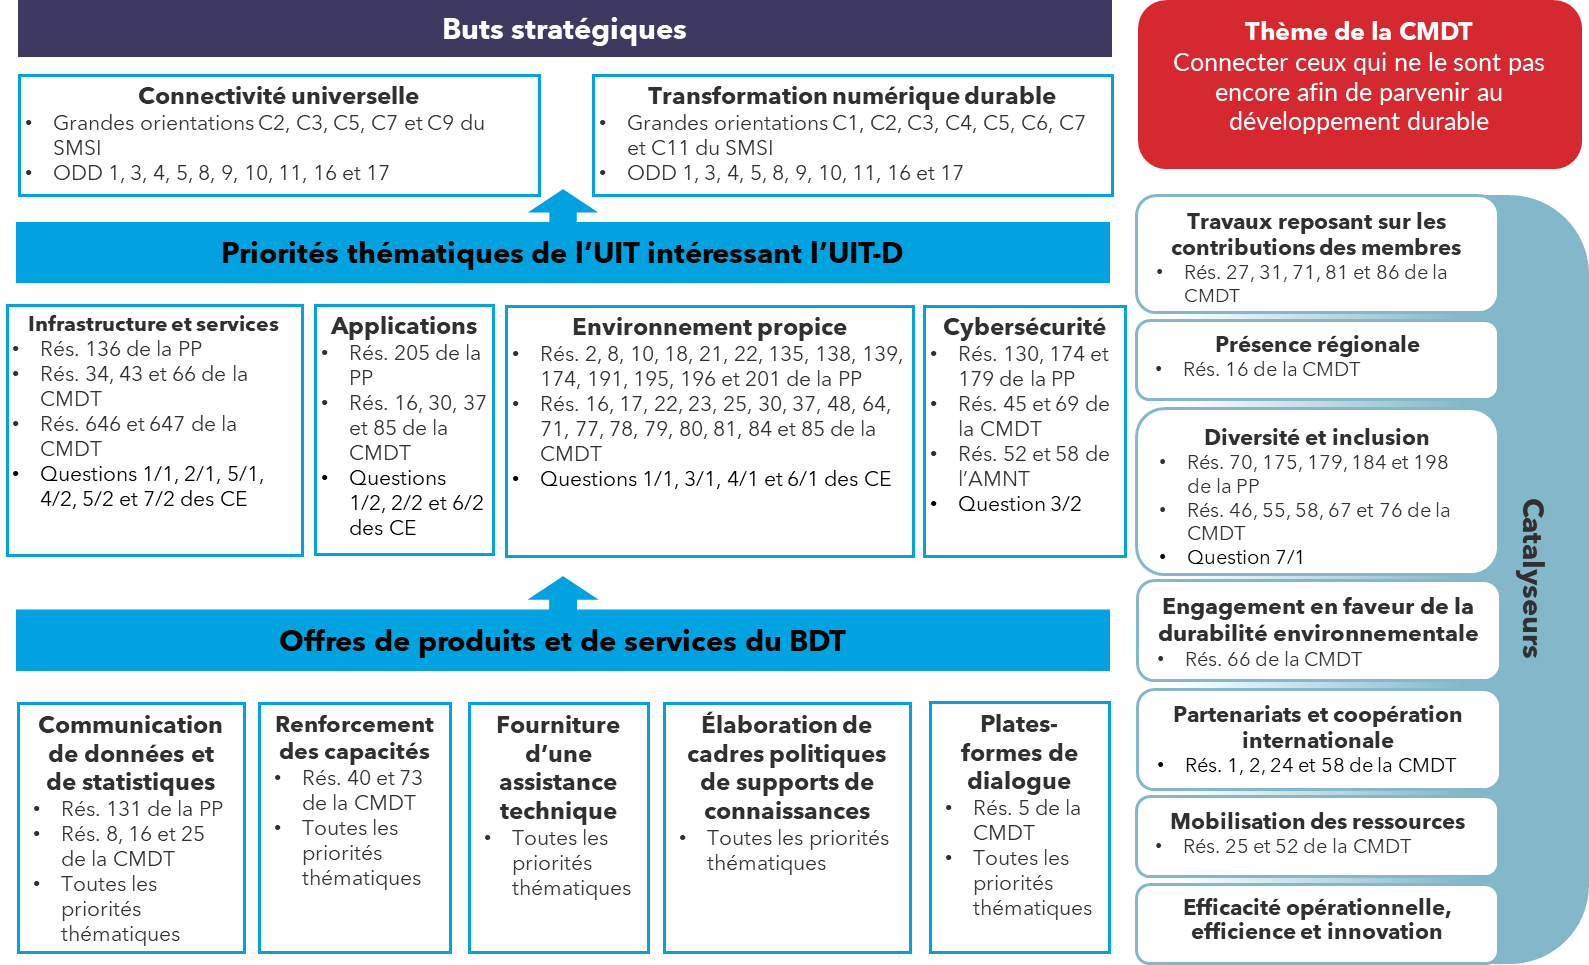 Buts stratégiques
Connectivité universelle
• Grandes orientations C2, C3, C5, C7 et C9 du
SMSI
• ODD 1, 3, 4, 5, 8, 9, 10, 11, 16 et 17
Transformation numérique durable
• Grandes orientations C1, C2, C3, C4, C5, C6, C7
et C11 du SMSI
• ODD 1, 3, 4, 5, 8, 9, 10, 11, 16 et 17
Priorités thématiques de l’UIT intéressant l’UIT-D
Infrastructure et services
• Rés. 136 de la PP
• Rés. 34, 43 et 66 de la
CMDT
• Rés. 646 et 647 de la
CMDT
• Questions 1/1, 2/1, 5/1,
4/2, 5/2 et 7/2 des CE
Applications
• Rés. 205 de la
PP
• Rés. 16, 30, 37
et 85 de la
CMDT
• Questions
1/2, 2/2 et 6/2
des CE
Environnement propice
• Rés. 2, 8, 10, 18, 21, 22, 135, 138, 139,
174, 191, 195, 196 et 201 de la PP
• Rés. 16, 17, 22, 23, 25, 30, 37, 48, 64,
71, 77, 78, 79, 80, 81, 84 et 85 de la
CMDT
• Questions 1/1, 3/1, 4/1 et 6/1 des CE
Cybersécurité
• Rés. 130, 174 et
179 de la PP
• Rés. 45 et 69 de
la CMDT
• Rés. 52 et 58 de
l’AMNT
• Question 3/2
Offres de produits et de services du BDT
Communication
de données et
de statistiques
• Rés. 131 de la PP
• Rés. 8, 16 et 25
de la CMDT
• Toutes les
priorités
thématiques
Renforcement
des capacités
• Rés. 40 et 73
de la CMDT
• Toutes les
priorités
thématiques
Fourniture
d’une
assistance
technique
• Toutes les
priorités
thématiques
Élaboration de
cadres politiques
de supports de
connaissances
• Toutes les priorités
thématiques
Plates-
formes de
dialogue
• Rés. 5 de la
CMDT
• Toutes les
priorités
thématiques
Thème de la CMDT
Connecter ceux qui ne le sont pas
encore afin de parvenir au
développement durable
Travaux reposant sur les
contributions des membres
• Rés. 27, 31, 71, 81 et 86 de la
CMDT
Présence régionale
• Rés. 16 de la CMDT
Diversité et inclusion
• Rés. 70, 175, 179, 184 et 198
de la PP
• Rés. 46, 55, 58, 67 et 76 de la
CMDT
• Question 7/1
Engagement en faveur de la
durabilité environnementale
• Rés. 66 de la CMDT
Partenariats et coopération
internationale
• Rés. 1, 2, 24 et 58 de la CMDT
Mobilisation des ressources
• Rés. 25 et 52 de la CMDT
Efficacité opérationnelle,
efficience et innovation
Catalyseurs